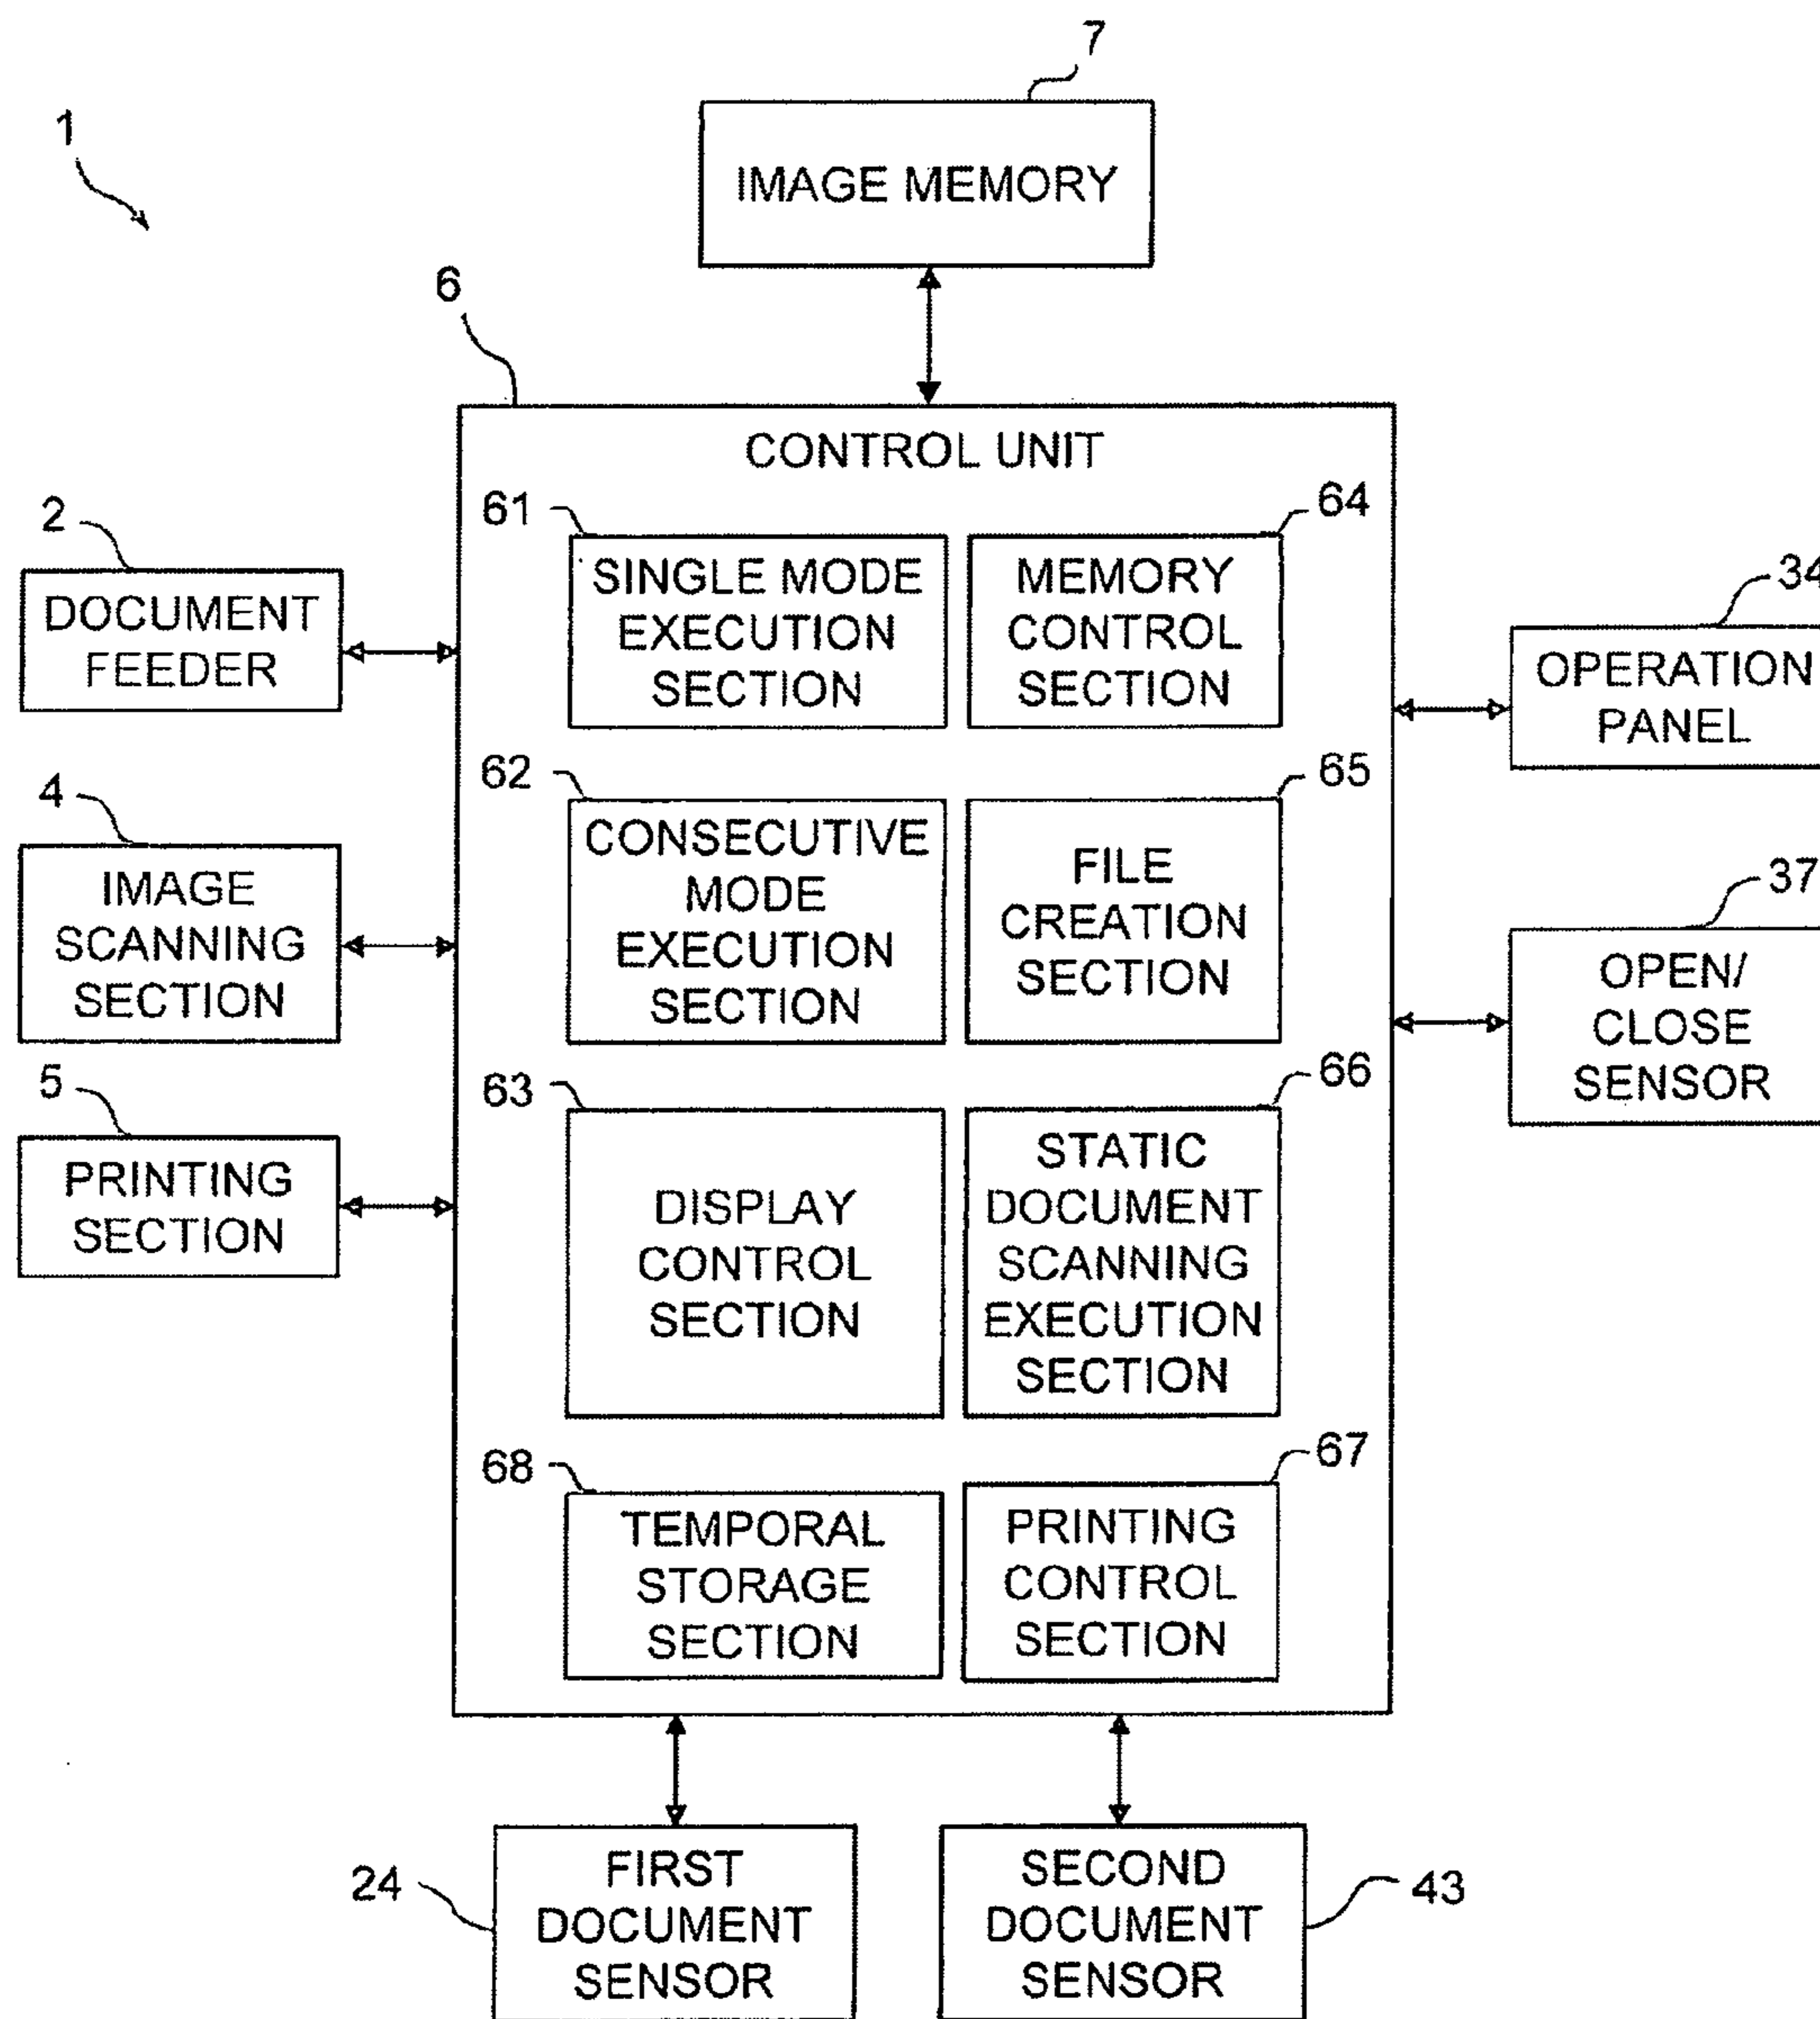 7
1
IMAGE MEMORY
6
CONTROL UNIT
2
DOCUMENT
FEEDER
61
SINGLE MODE
EXECUTION
SECTION
64
MEMORY
CONTROL
SECTION
34
OPERATION
PANEL
4
IMAGE
SCANNING
SECTION
62
CONSECUTIVE
MODE
EXECUTION
SECTION
65
FILE
CREATION
SECTION
37
OPEN/
CLOSE
SENSOR
5
PRINTING
SECTION
63
DISPLAY
CONTROL
SECTION
66
STATIC
DOCUMENT
SCANNING
EXECUTION
SECTION
68
TEMPORAL
STORAGE
SECTION
67
PRINTING
CONTROL
SECTION
24
FIRST
DOCUMENT
SENSOR
SECOND
DOCUMENT
SENSOR
43